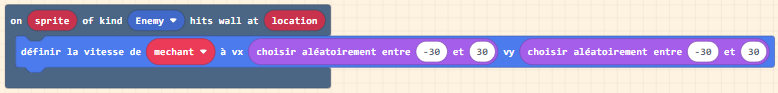 on sprite of kind Enemy hits wall at location
définir la vitesse de mechant à vx choisir aléatoirement entre -30 et 30 vy choisir aléatoirement entre -30 et 30